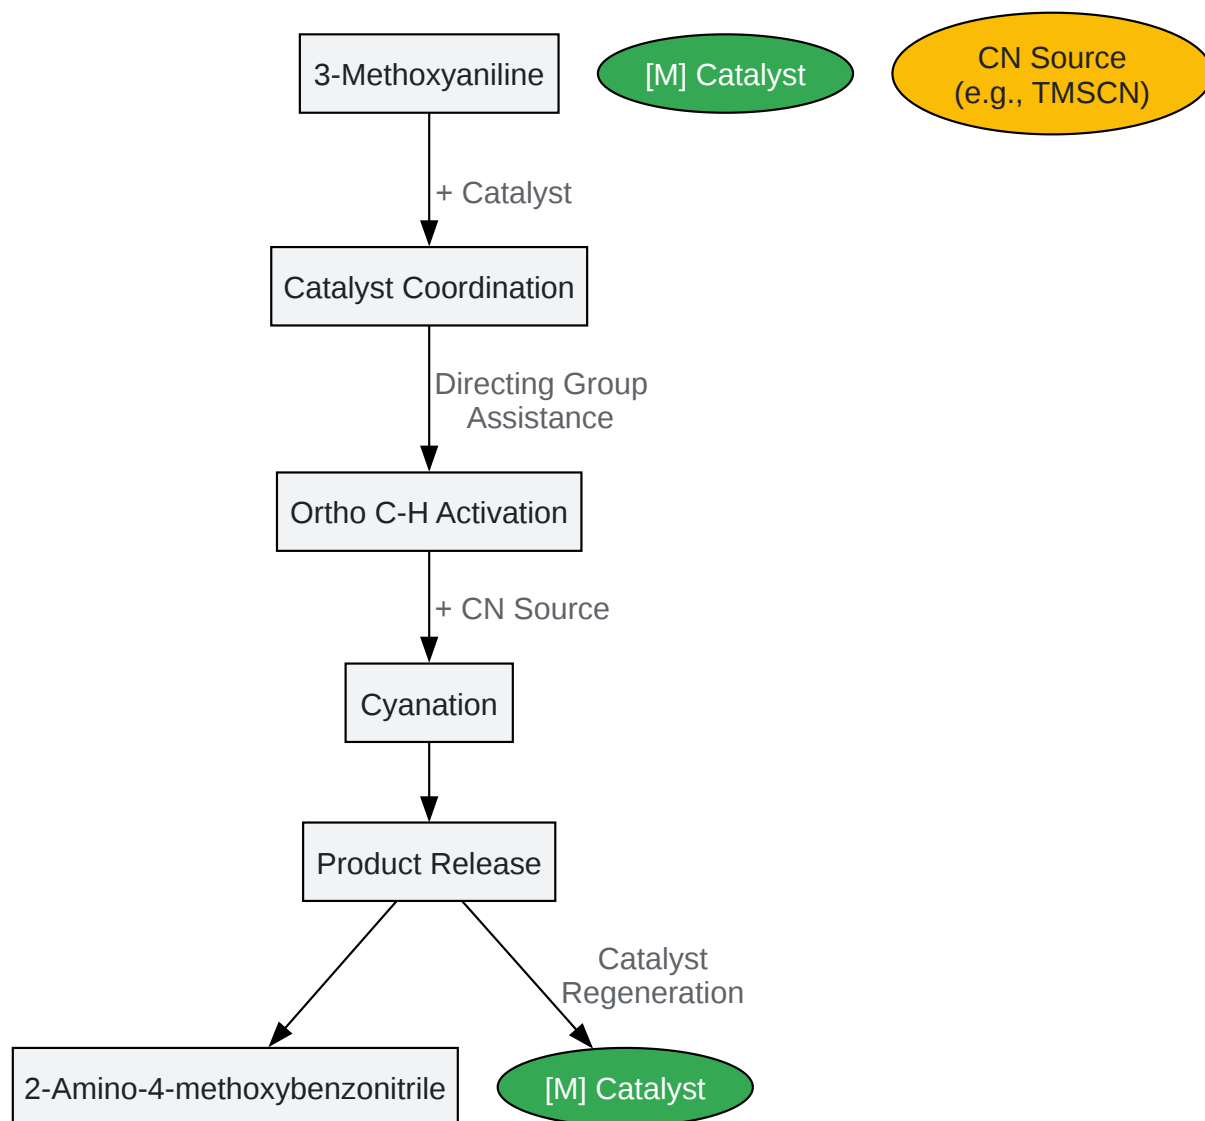 3-Methoxyaniline
[M] Catalyst
CN Source
(e.g., TMSCN)
+ Catalyst
Catalyst Coordination
Directing Group
Assistance
Ortho C-H Activation
+ CN Source
Cyanation
Product Release
Catalyst
Regeneration
2-Amino-4-methoxybenzonitrile
[M] Catalyst